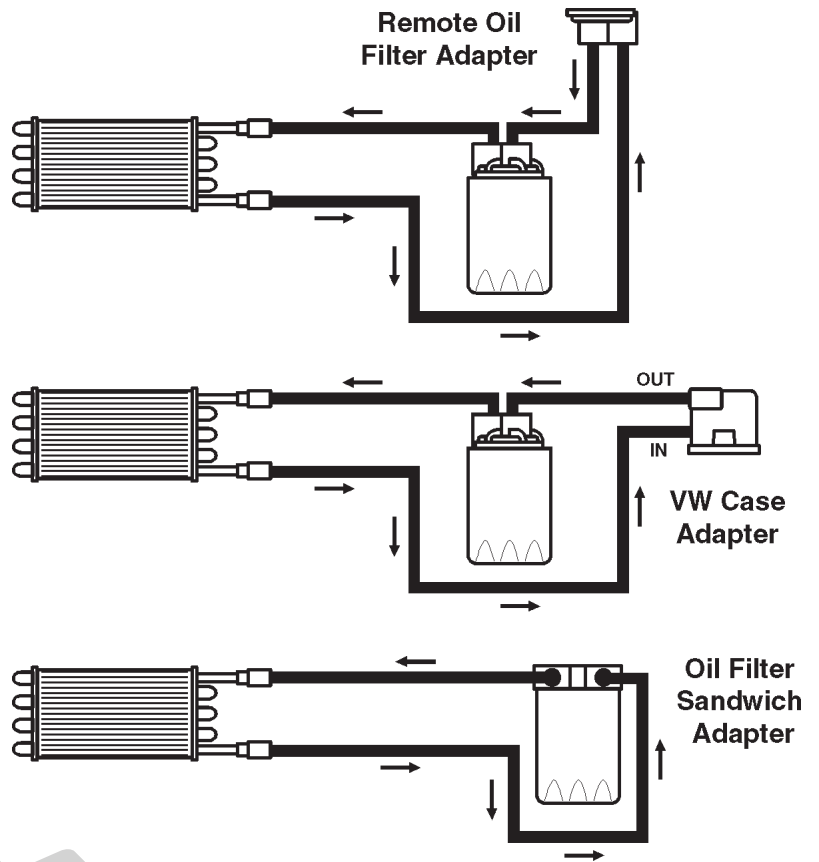 Remote Oil
Filter Adapter
OUT
IN
VW Case
Adapter
Oil Filter
Sandwich
Adapter